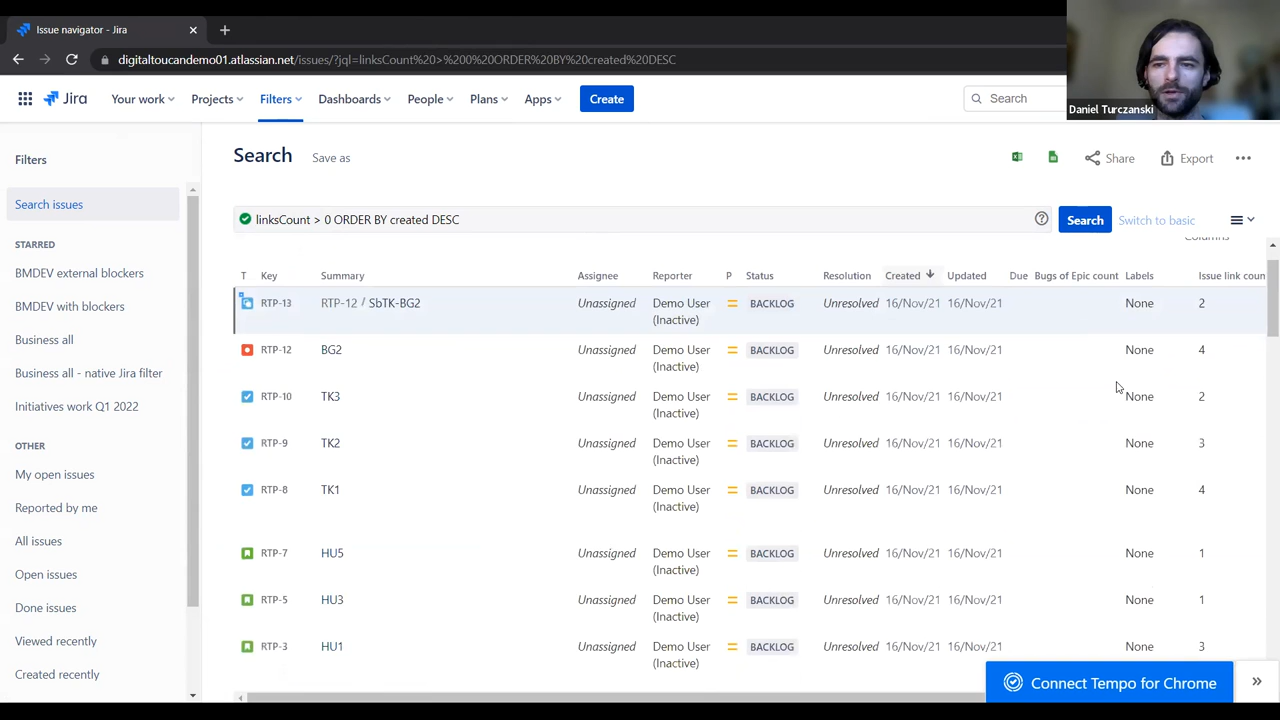 Issue navigator - Jira
digitaltoucandemo01.atlassian.net/issues/?jql=linksCount%20>%200%20ORDER%20BY%20created%20DESC
Daniel Turczanski
Jira Your work Projects Filters Dashboards People Plans Apps Create Search
Filters
Search issues
STARRED
BMDEV external blockers
BMDEV with blockers
Business all
Business all - native Jira filter
Initiatives work Q1 2022
OTHER
My open issues
Reported by me
All issues
Open issues
Done issues
Viewed recently
Created recently
Search Save as Share Export
linksCount > 0 ORDER BY created DESC Search Switch to basic
Columns
T Key Summary Assignee Reporter P Status Resolution Created Updated Due Bugs of Epic count Labels Issue link coun
RTP-13 RTP-12 / SbTK-BG2 Unassigned Demo User (Inactive) BACKLOG Unresolved 16/Nov/21 16/Nov/21 None 2
RTP-12 BG2 Unassigned Demo User (Inactive) BACKLOG Unresolved 16/Nov/21 16/Nov/21 None 4
RTP-10 TK3 Unassigned Demo User (Inactive) BACKLOG Unresolved 16/Nov/21 16/Nov/21 None 2
RTP-9 TK2 Unassigned Demo User (Inactive) BACKLOG Unresolved 16/Nov/21 16/Nov/21 None 3
RTP-8 TK1 Unassigned Demo User (Inactive) BACKLOG Unresolved 16/Nov/21 16/Nov/21 None 4
RTP-7 HU5 Unassigned Demo User (Inactive) BACKLOG Unresolved 16/Nov/21 16/Nov/21 None 1
RTP-5 HU3 Unassigned Demo User (Inactive) BACKLOG Unresolved 16/Nov/21 16/Nov/21 None 1
RTP-3 HU1 Unassigned Demo User (Inactive) BACKLOG Unresolved 16/Nov/21 16/Nov/21 None 3
Connect Tempo for Chrome